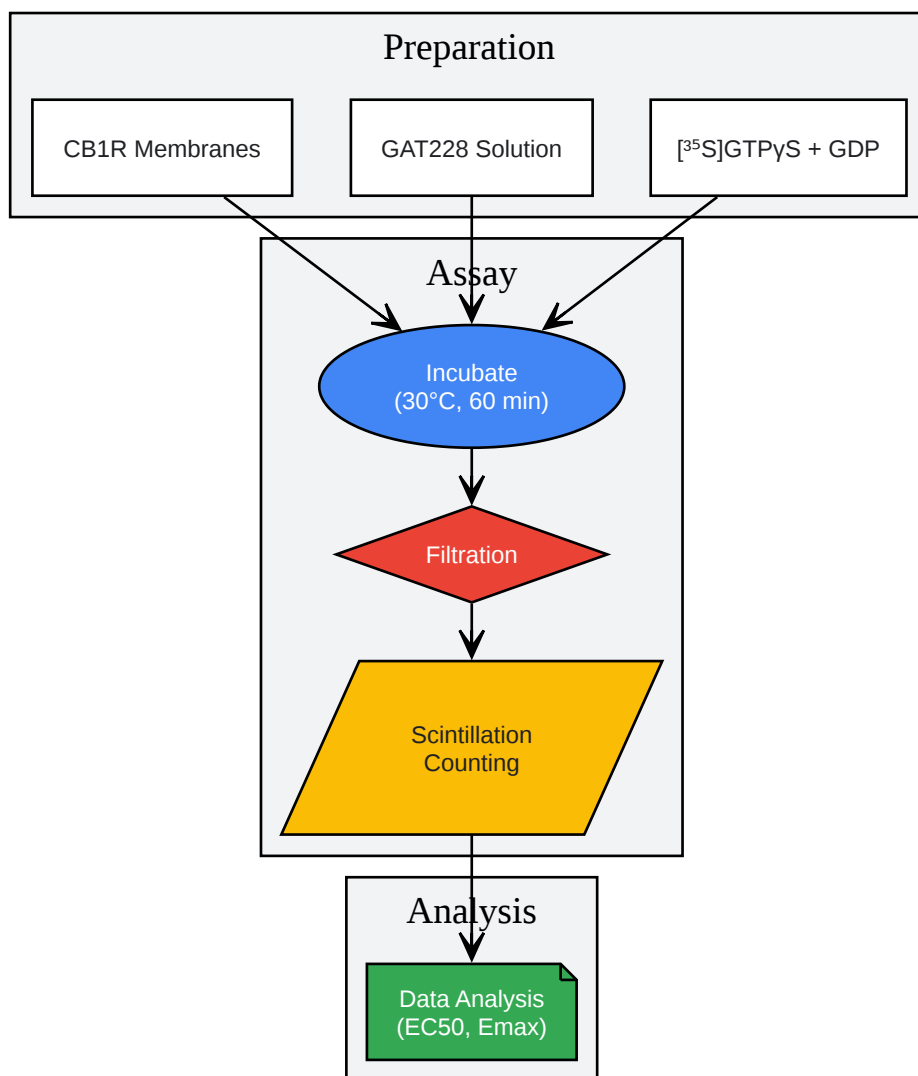 Preparation
CB1R Membranes
GAT228 Solution
[³⁵S]GTPγS + GDP
Assay
Incubate
(30°C, 60 min)
Filtration
Scintillation
Counting
Analysis
Data Analysis
(EC50, Emax)